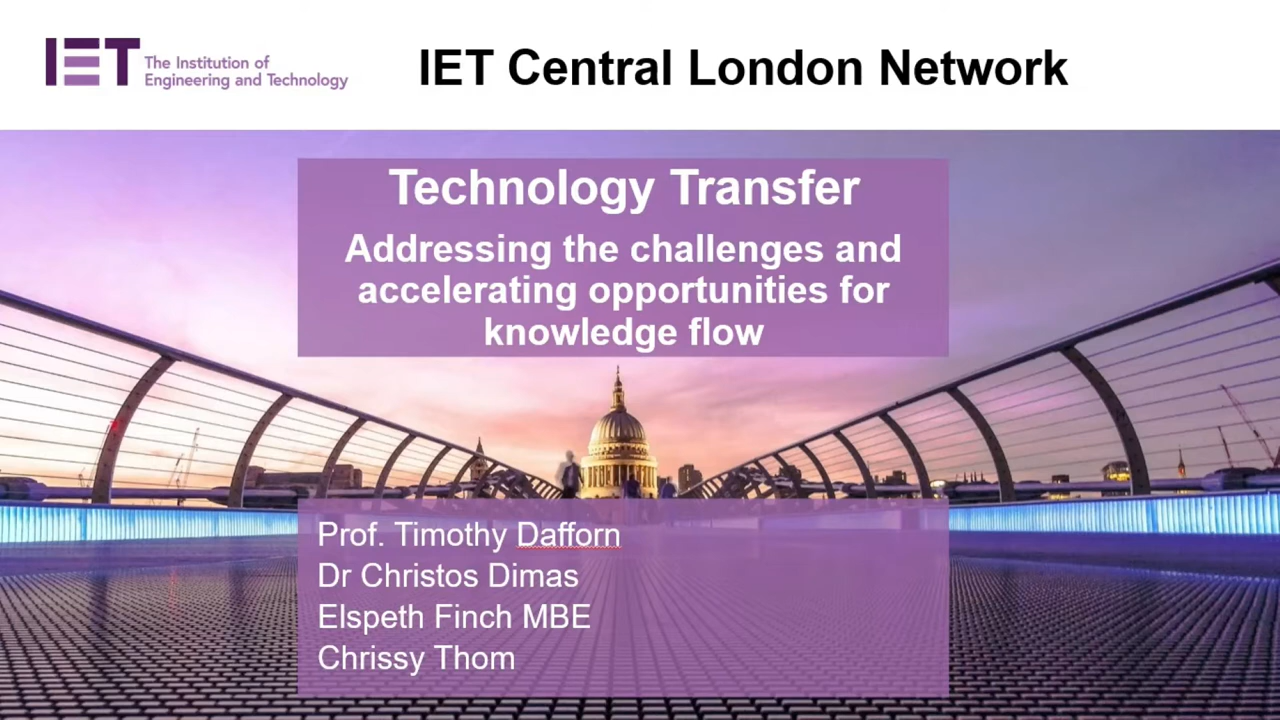 IET The Institution of
Engineering and Technology
IET Central London Network
Technology Transfer
Addressing the challenges and
accelerating opportunities for
knowledge flow
Prof. Timothy Dafforn
Dr Christos Dimas
Elspeth Finch MBE
Chrissy Thom